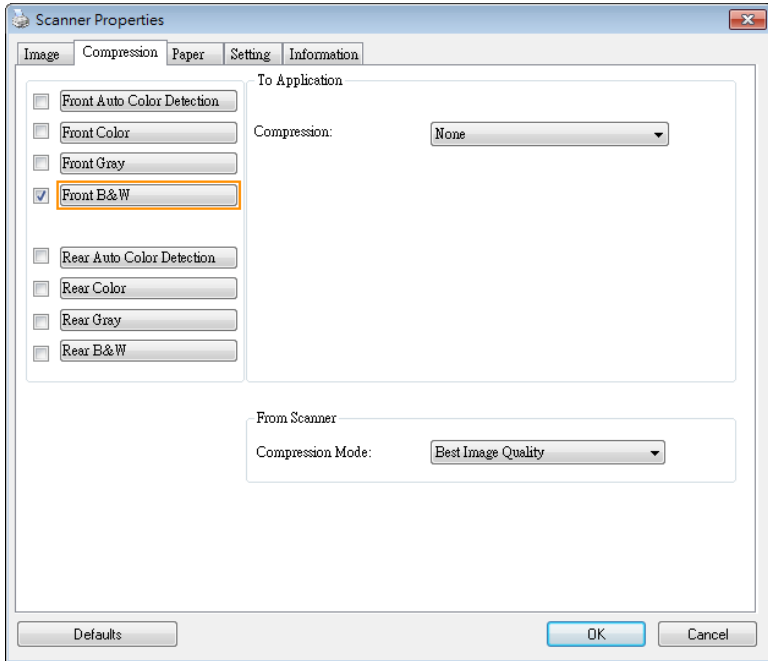 Scanner Properties
Image Compression Paper Setting Information
To Application
Front Auto Color Detection
Front Color
Compression: None
Front Gray
Front B&W
Rear Auto Color Detection
Rear Color
Rear Gray
Rear B&W
From Scanner
Compression Mode: Best Image Quality
Defaults OK Cancel